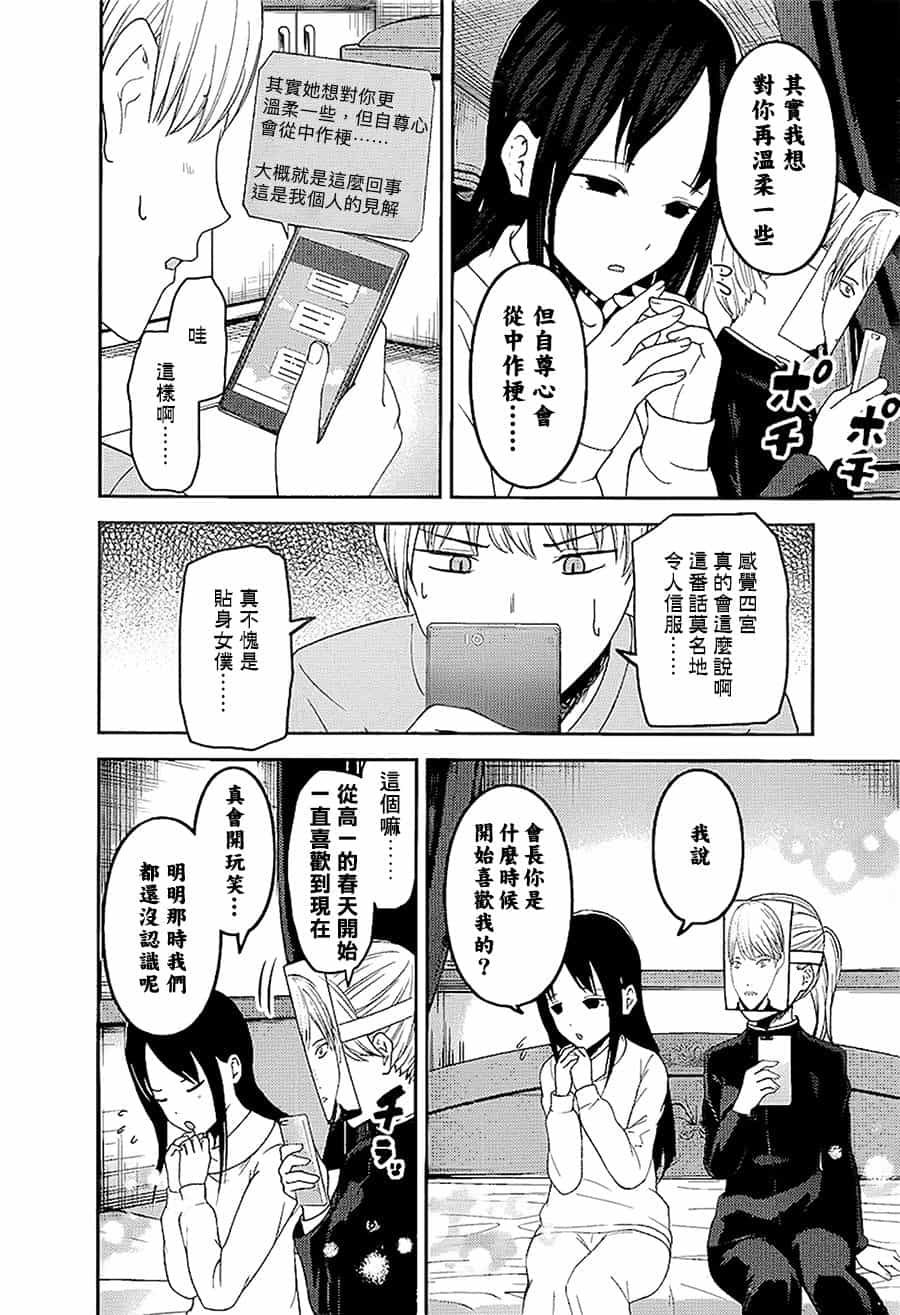 其實我想
對你再溫柔一些
但自尊心會
從中作梗……
ポチ
ポチ
其實她想對你更
溫柔一些，但自尊心
會從中作梗……
大概就是這麼回事
這是我個人的見解
哇
這樣啊……
感覺四宮
真的會這麼說啊
這番話莫名地
令人信服……
真不愧是
貼身女僕……
我說
會長你是
什麼時候
開始喜歡我的？
這個嘛……
從高一的春天開始
一直喜歡到現在
チラッ
真會開玩笑…
明明那時我們
都還沒認識呢